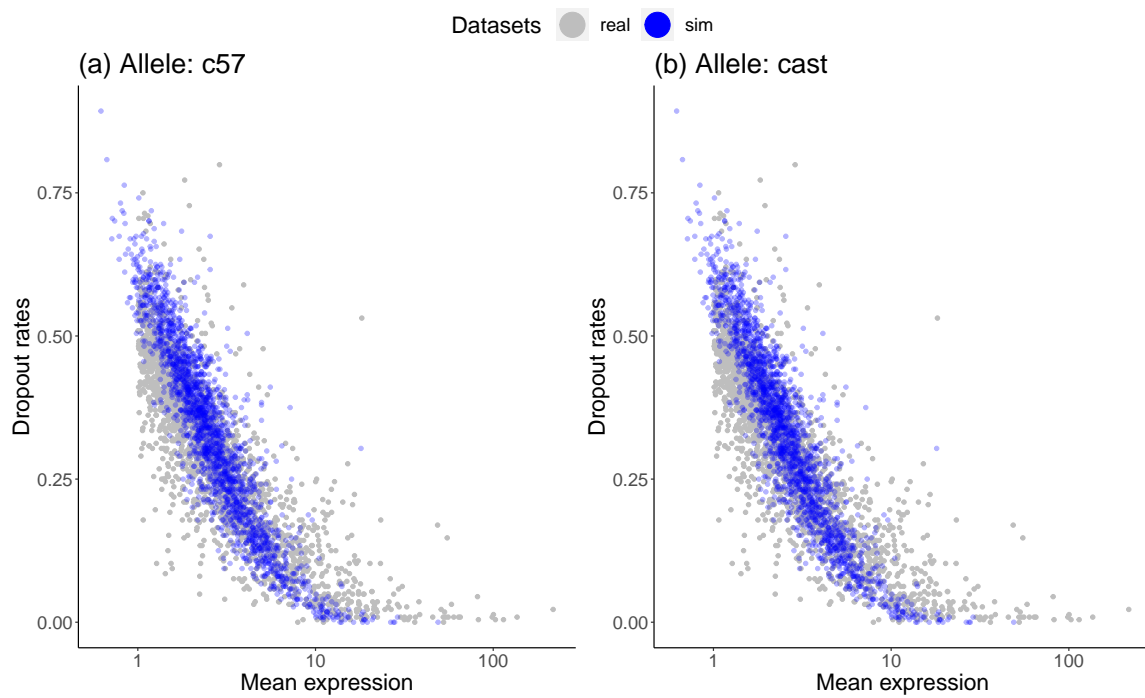 Datasets real sim
(a) Allele: c57
(b) Allele: cast
Dropout rates
0.75
0.50
0.25
0.00
1 10 100
Mean expression
Dropout rates
0.75
0.50
0.25
0.00
1 10 100
Mean expression